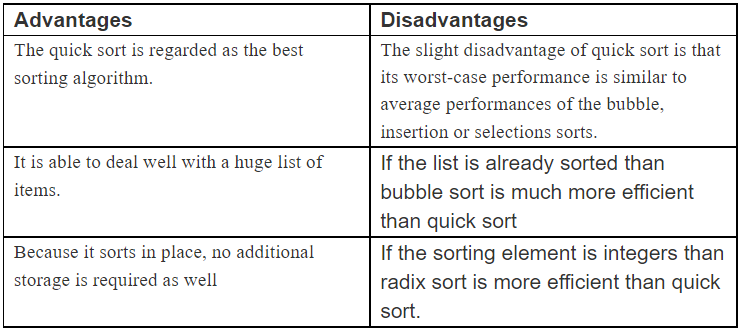 Advantages
Disadvantages
The quick sort is regarded as the best
sorting algorithm.
The slight disadvantage of quick sort is that
its worst-case performance is similar to
average performances of the bubble,
insertion or selections sorts.
It is able to deal well with a huge list of
items.
If the list is already sorted than
bubble sort is much more efficient
than quick sort
Because it sorts in place, no additional
storage is required as well
If the sorting element is integers than
radix sort is more efficient than quick
sort.